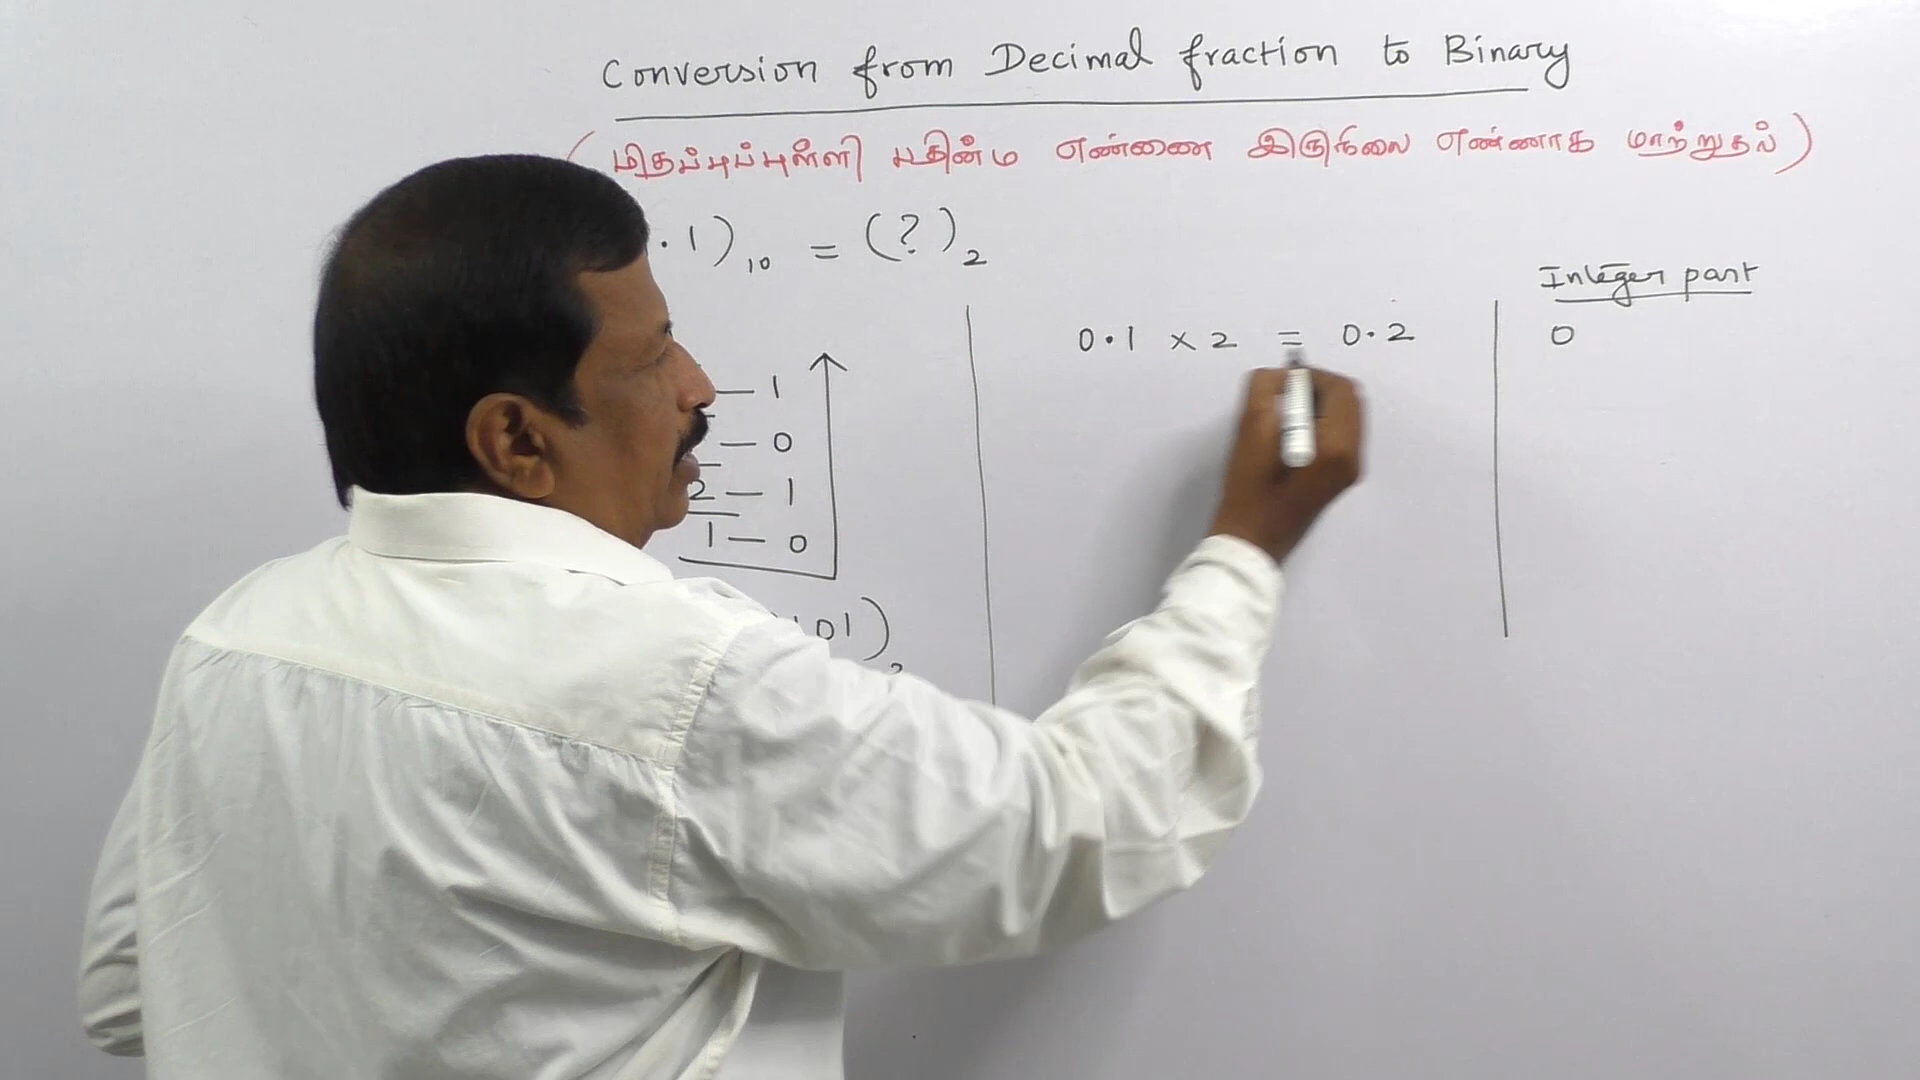 Conversion from Decimal fraction to Binary
(மிதப்புப்புள்ளி பதின்ம எண்ணை இருநிலை எண்ணாக மாற்றுதல்)
.1)10 = (?)2
Integer part
0.1 x 2 = 0.2 0
— 1
— 0
2 — 1
1 — 0
101)2